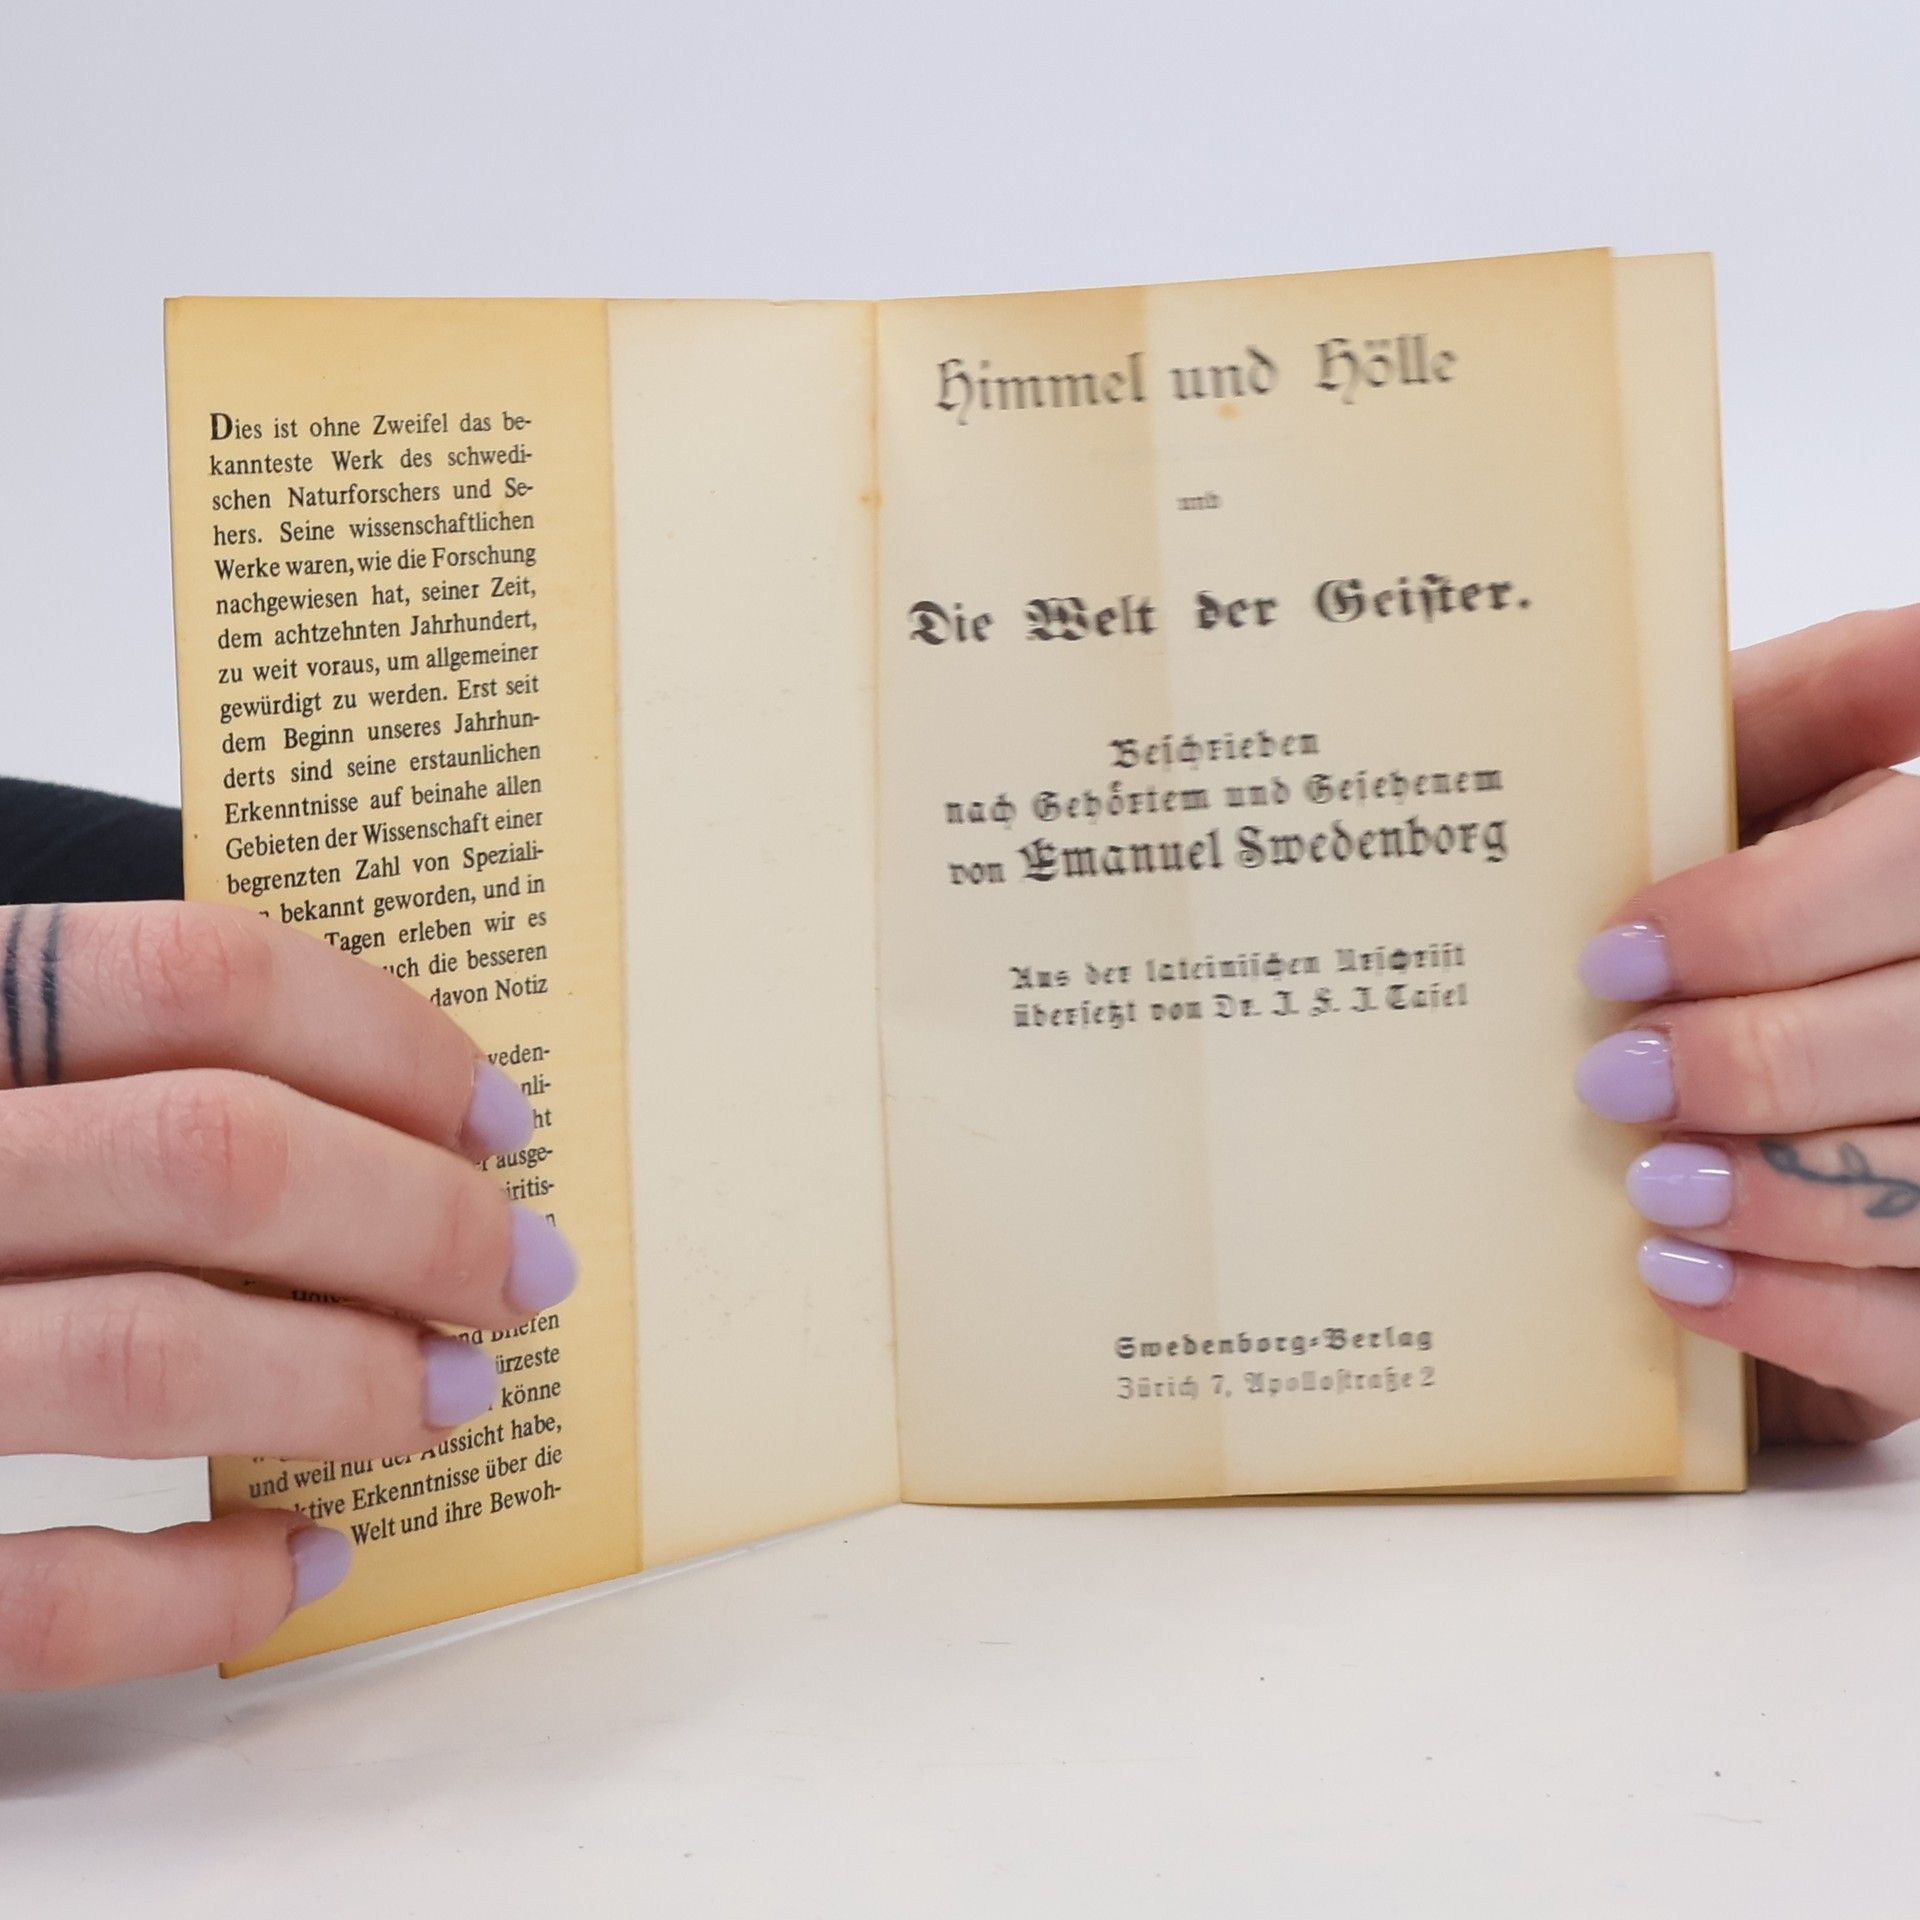 Dies ist ohne Zweifel das be-
kannteste Werk des schwedi-
schen Naturforschers und Se-
hers. Seine wissenschaftlichen
Werke waren, wie die Forschung
nachgewiesen hat, seiner Zeit,
dem achtzehnten Jahrhundert,
zu weit voraus, um allgemeiner
gewürdigt zu werden. Erst seit
dem Beginn unseres Jahrhun-
derts sind seine erstaunlichen
Erkenntnisse auf beinahe allen
Gebieten der Wissenschaft einer
begrenzten Zahl von Speziali-
bekannt geworden, und in
Tagen erleben wir es
die besseren
davon Notiz
ausge-
und Briefen
könne
Aussicht habe,
und weil nur der
Erkenntnisse über die
Welt und ihre Bewoh-
Himmel und Hölle
und
Die Welt der Geister.
Beschrieben
nach Gehörtem und Gesehenem
von Emanuel Swedenborg
Aus der lateinischen Urschrift
übersetzt von Dr. J. F. J. Tafel
Swedenborg-Verlag
Zürich 7, Apollostraße 2